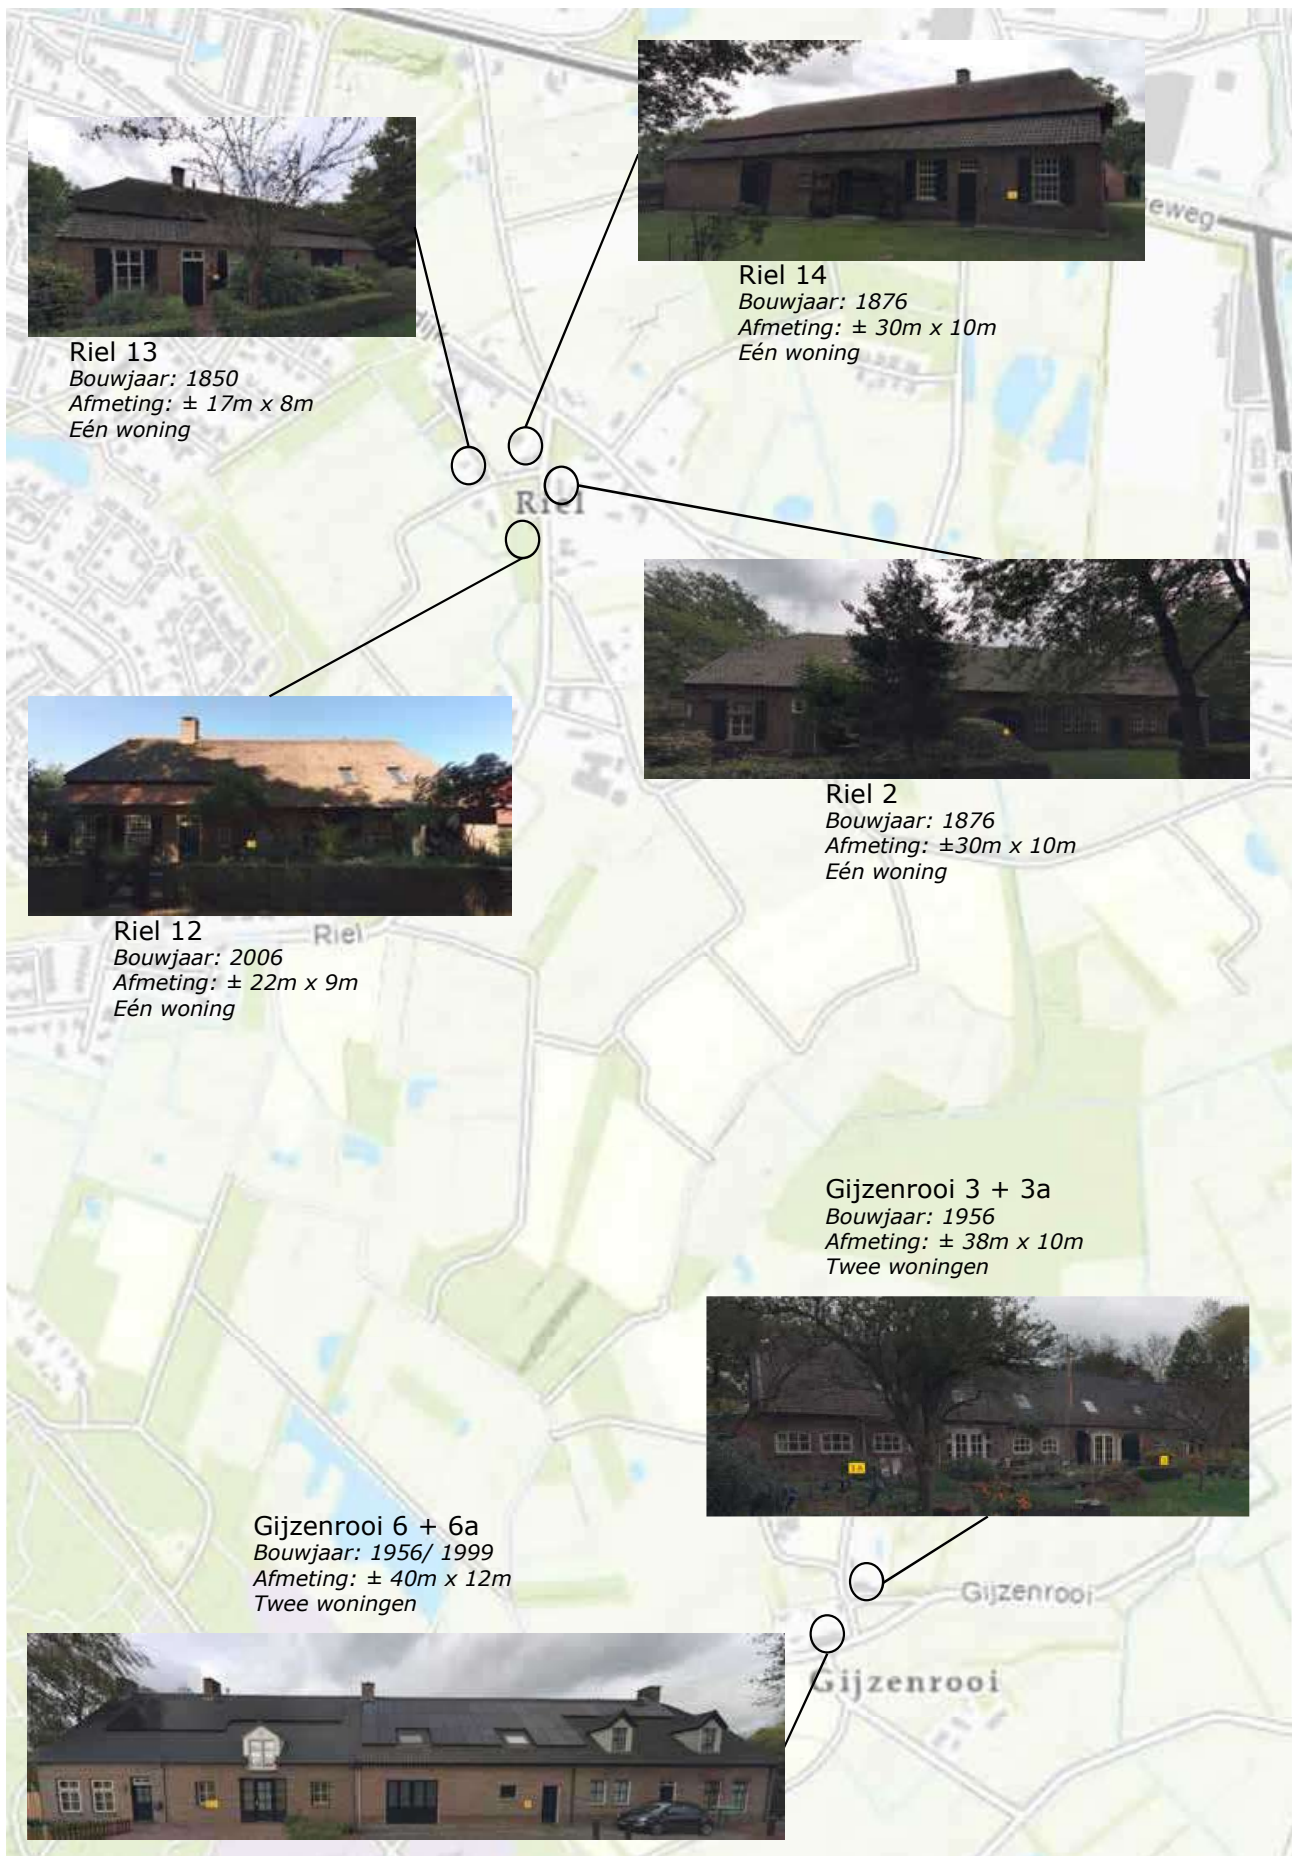 eweg
Riel 14
Bouwjaar: 1876
Afmeting: ± 30m x 10m
Eén woning
Riel 13
Bouwjaar: 1850
Afmeting: ± 17m x 8m
Eén woning
Riel
Riel 2
Bouwjaar: 1876
Afmeting: ±30m x 10m
Eén woning
Riel 12
Bouwjaar: 2006
Afmeting: ± 22m x 9m
Eén woning
Riel
Gijzenrooi 3 + 3a
Bouwjaar: 1956
Afmeting: ± 38m x 10m
Twee woningen
Gijzenrooi 6 + 6a
Bouwjaar: 1956/ 1999
Afmeting: ± 40m x 12m
Twee woningen
Gijzenrooi
Gijzenrooi